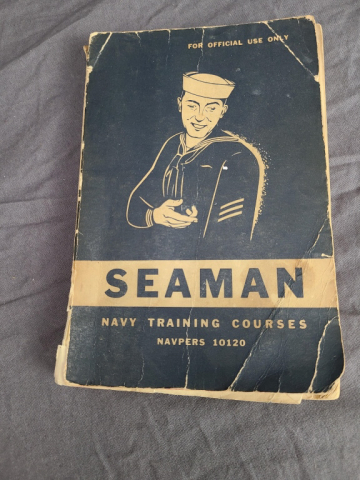 FOR OFFICIAL USE ONLY
SEAMAN
NAVY TRAINING COURSES
NAVPERS 10120